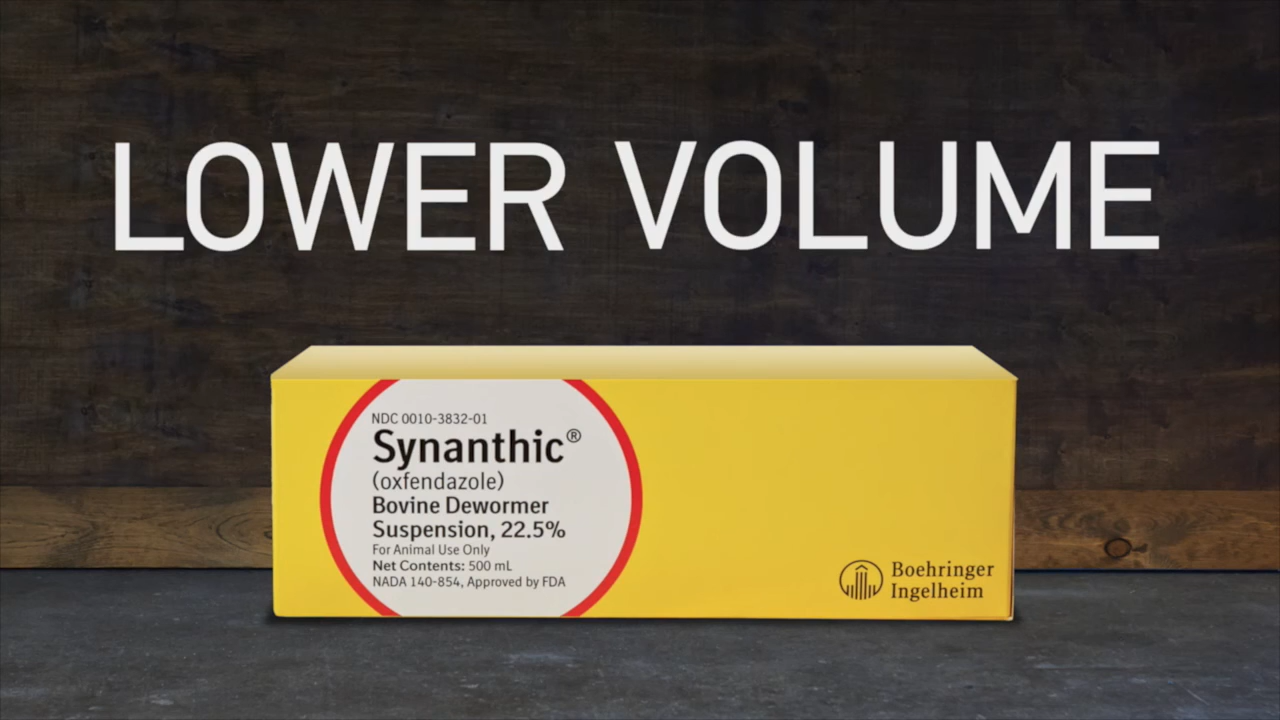 LOWER VOLUME
NDC 0010-3832-01
Synanthic®
(oxfendazole)
Bovine Dewormer
Suspension, 22.5%
For Animal Use Only
Net Contents: 500 mL
NADA 140-854, Approved by FDA
Boehringer
Ingelheim